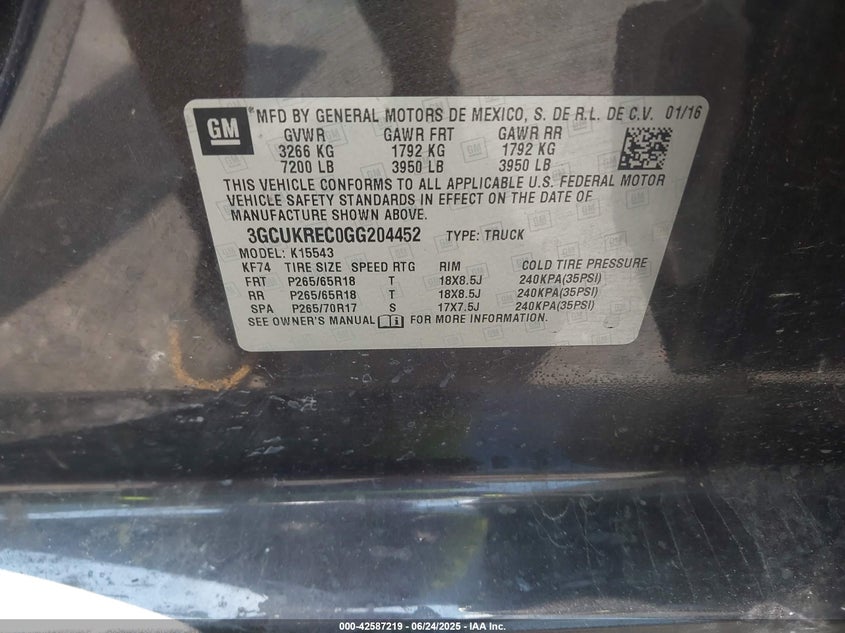 GM
*MFD BY GENERAL MOTORS DE MEXICO, S. DE R.L. DE C.V. 01/16
GVWR GAWR FRT GAWR RR
3266 KG 1792 KG 1792 KG
7200 LB 3950 LB 3950 LB
THIS VEHICLE CONFORMS TO ALL APPLICABLE U.S. FEDERAL MOTOR
VEHICLE SAFETY STANDARDS IN EFFECT ON THE DATE OF
MANUFACTURE SHOWN ABOVE.
3GCUKREC0GG204452 TYPE: TRUCK
MODEL: K15543
KF74 TIRE SIZE SPEED RTG RIM COLD TIRE PRESSURE
FRT P265/65R18 T 18X8.5J 240KPA(35PSI)
RR P265/65R18 T 18X8.5J 240KPA(35PSI)
SPA P265/70R17 S 17X7.5J 240KPA(35PSI)
SEE OWNER'S MANUAL FOR MORE INFORMATION.
000-42587219 - 06/24/2025 - IAA Inc.